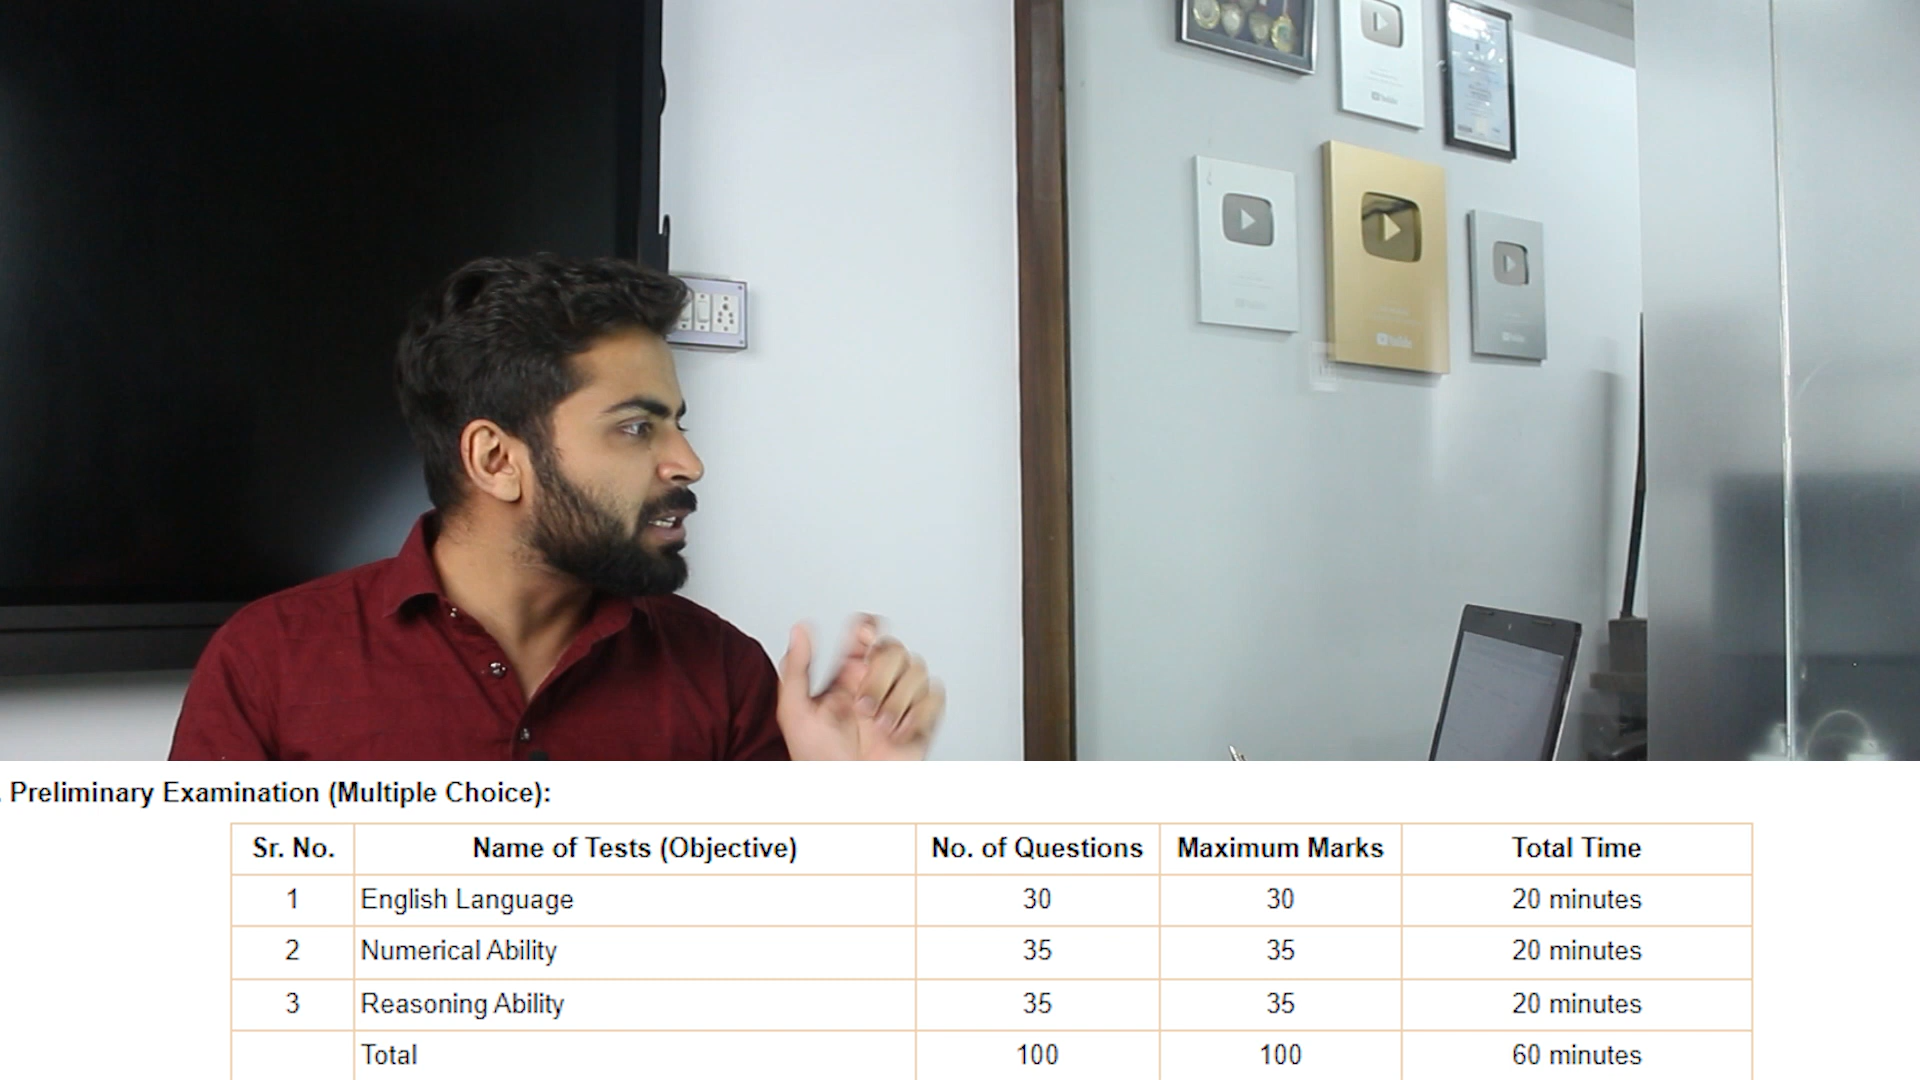 YouTube
YouTube
. Preliminary Examination (Multiple Choice):
Sr. No. Name of Tests (Objective) No. of Questions Maximum Marks Total Time
1 English Language 30 30 20 minutes
2 Numerical Ability 35 35 20 minutes
3 Reasoning Ability 35 35 20 minutes
Total 100 100 60 minutes